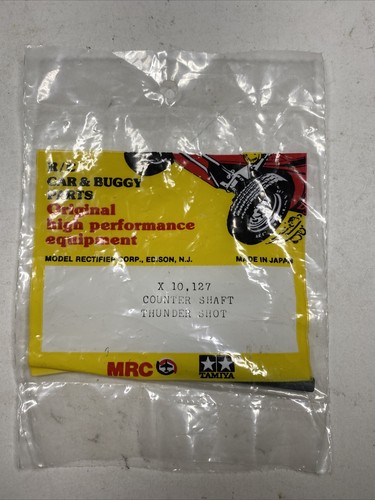 R/C
CAR & BUGGY
PARTS
Original
high performance
equipment
MODEL RECTIFIER CORP., EDISON, N.J.
MADE IN JAPAN
X 10,127
COUNTER SHAFT
THUNDER SHOT
MRC
TAMIYA